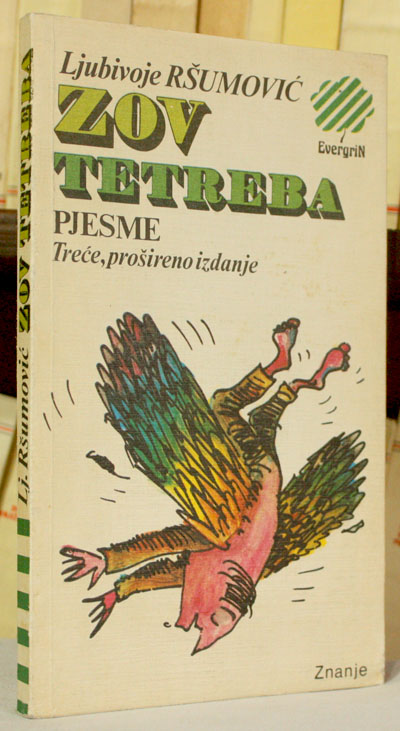 Ljubivoje RŠUMOVIĆ
ZOV
TETREBA
PJESME
Treće, prošireno izdanje
EvergriN
Znanje
Lj. Ršumović ZOV TETREBA